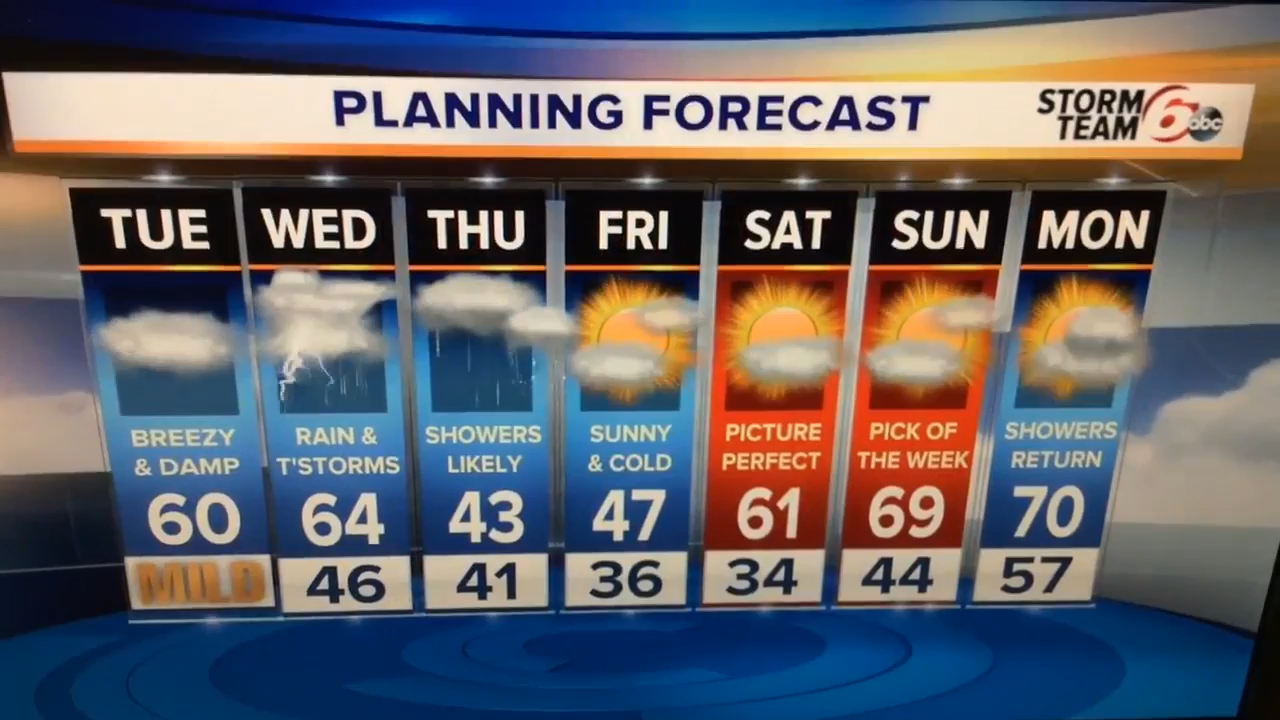 PLANNING FORECAST
STORM
TEAM 6 abc
TUE WED THU FRI SAT SUN MON
BREEZY
& DAMP
60
MILD
RAIN &
T'STORMS
64
46
SHOWERS
LIKELY
43
41
SUNNY
& COLD
47
36
PICTURE
PERFECT
61
34
PICK OF
THE WEEK
69
44
SHOWERS
RETURN
70
57